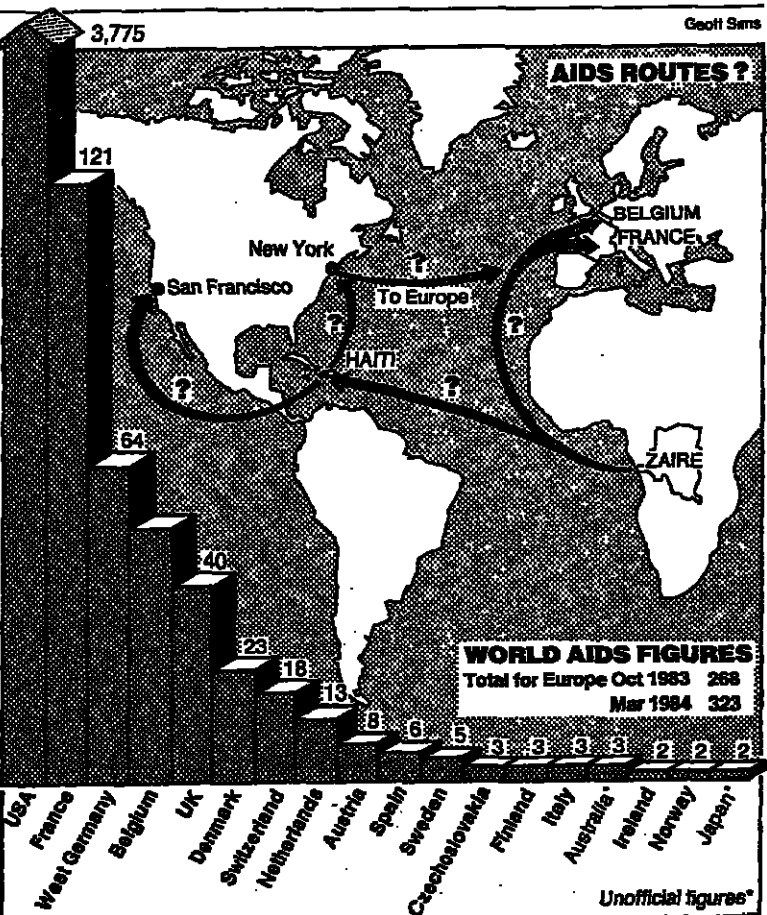 Geoff Sims
3,775
AIDS ROUTES ?
121
BELGIUM
FRANCE
New York
?
San Francisco
To Europe
?
?
HAITI
?
?
64
ZAIRE
40
23
18
13
8
6
5
3
3
3
3
2
2
2
WORLD AIDS FIGURES
Total for Europe Oct 1983 268
Mar 1984 323
USA
France
West Germany
Belgium
UK
Denmark
Switzerland
Netherlands
Austria
Spain
Sweden
Czechoslovakia
Finland
Italy
Australia*
Ireland
Norway
Japan*
Unofficial figures*